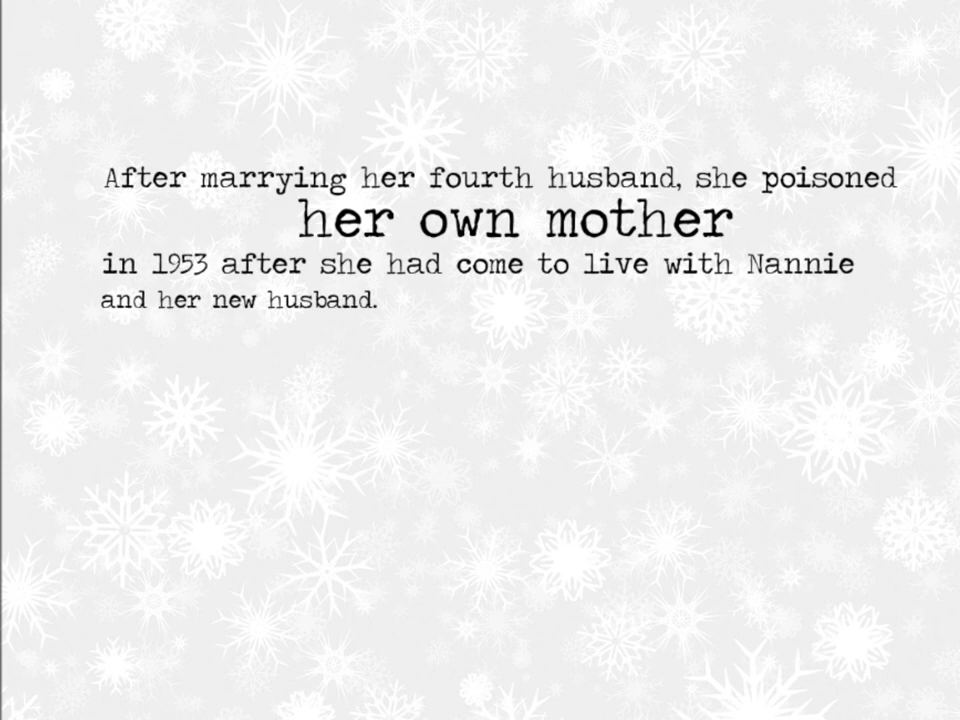 After marrying her fourth husband, she poisoned
her own mother
in 1953 after she had come to live with Nannie
and her new husband.